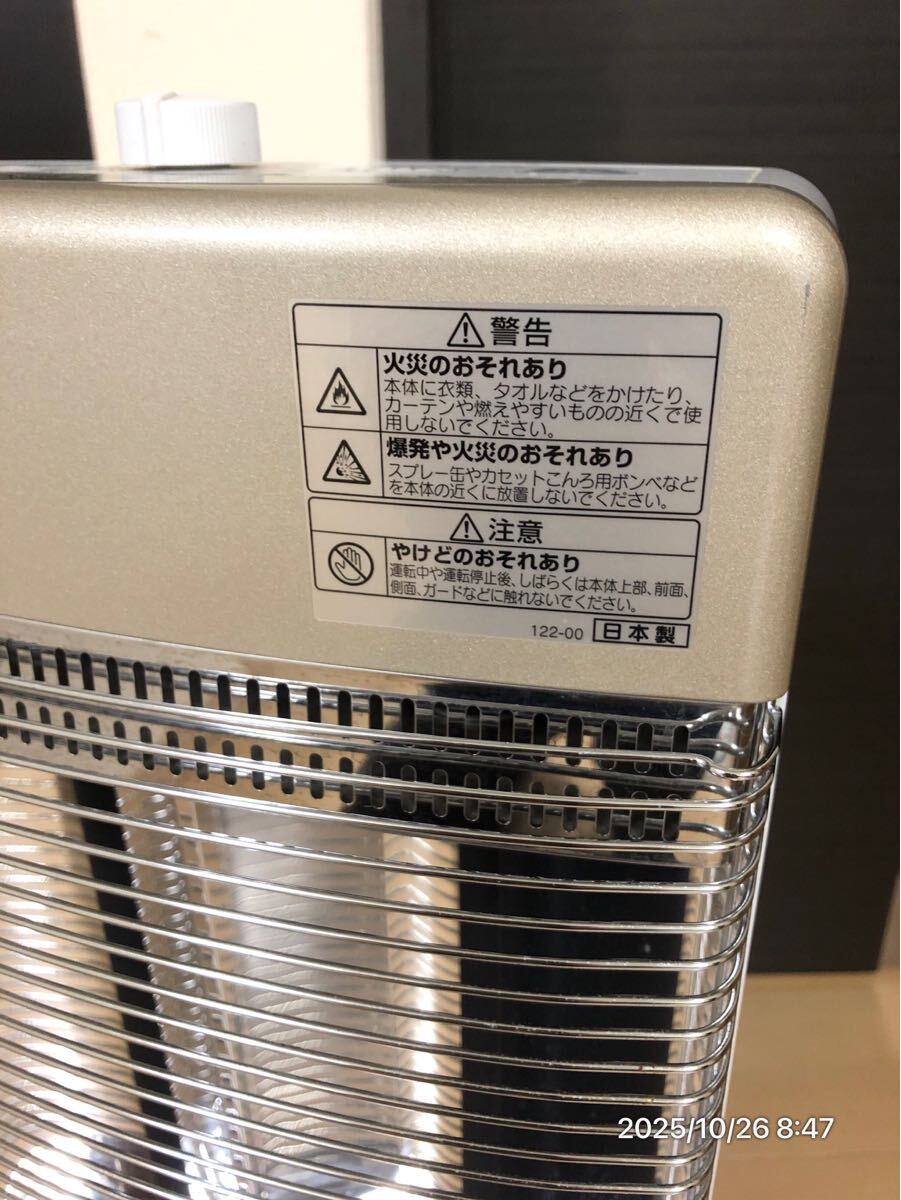 警告
火災のおそれあり
本体に衣類、タオルなどをかけたり、
カーテンや燃えやすいものの近くで使
用しないでください。
爆発や火災のおそれあり
スプレー缶やカセットこんろ用ボンベなど
を本体の近くに放置しないでください。
注意
やけどのおそれあり
運転中や運転停止後、しばらくは本体上部、前面、
側面、ガードなどに触れないでください。
122-00 日本製
2025/10/26 8:47